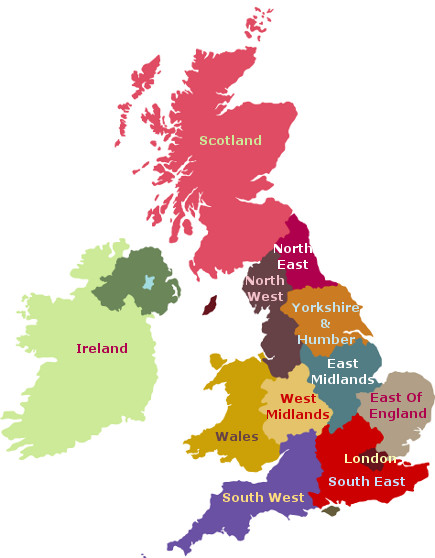 Scotland
North
East
North
West
Yorkshire
&
Humber
Ireland
East
Midlands
West
Midlands
East Of
England
Wales
London
South East
South West